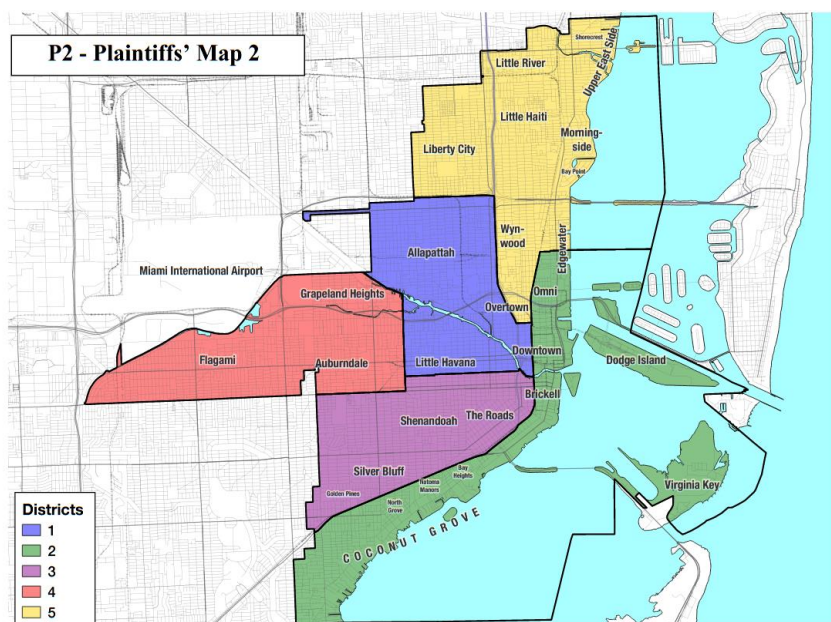 P2 - Plaintiffs' Map 2
Shorecrest
Upper East Side
Little River
Little Haiti
Morning-
side
Liberty City
Bay Point
Wyn-
wood
Edgewater
Allapattah
Miami International Airport
Grapeland Heights
Omni
Overtown
Downtown
Dodge Island
Flagami
Auburndale
Little Havana
Brickell
Shenandoah
The Roads
Silver Bluff
Bay
Heights
Natoma
Manors
Virginia Key
Golden Pines
North
Grove
COCONUT GROVE
Districts
1
2
3
4
5